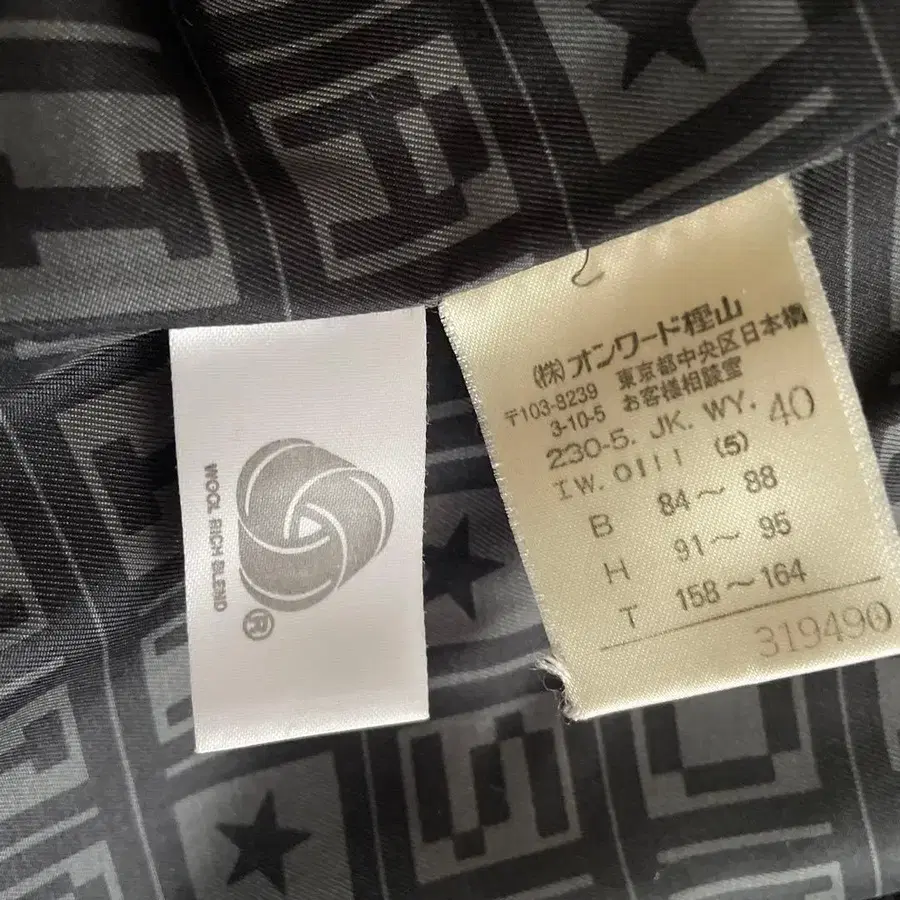 WOOL RICH BLEND
®
(株)オンワード樫山
〒103-8239 東京都中央区日本橋
3-10-5 お客様相談室
230-5. JK. WY. 40
IW. 0111 (5)
B 84～ 88
H 91～ 95
T 158～164
319490